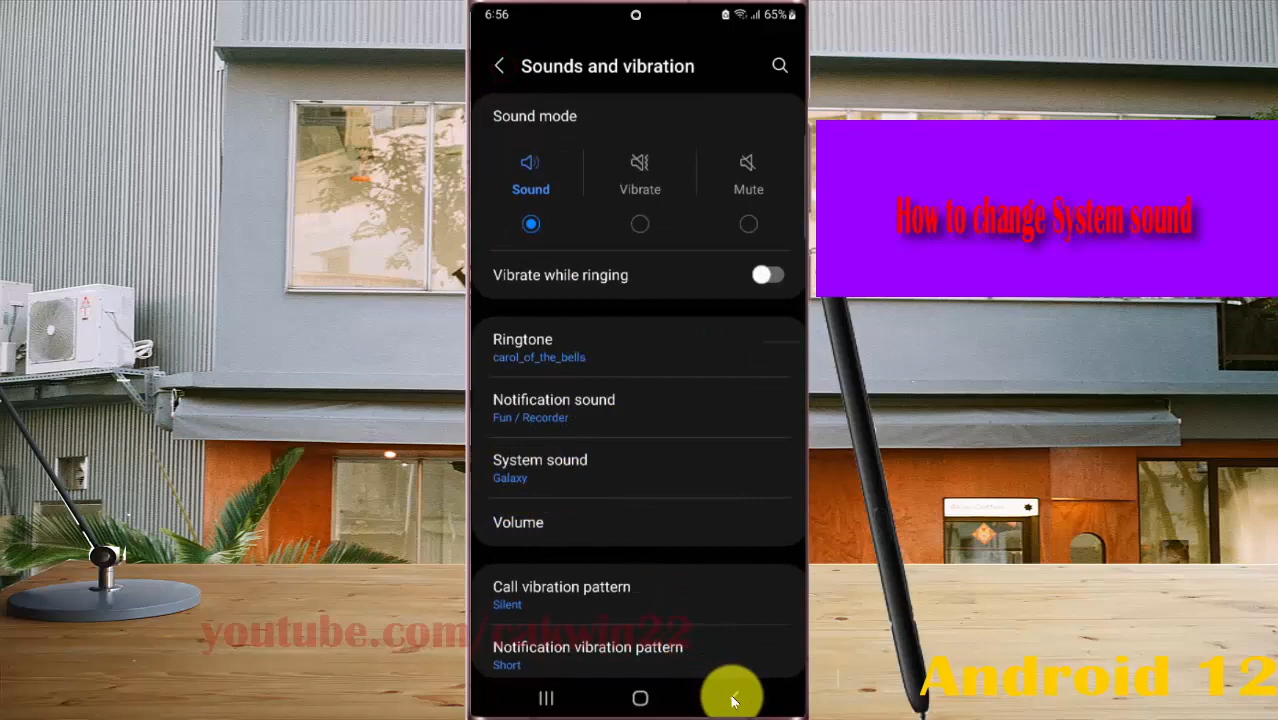 6:56
65%
Sounds and vibration
Sound mode
Sound
Vibrate
Mute
Vibrate while ringing
Ringtone
carol_of_the_bells
Notification sound
Fun / Recorder
System sound
Galaxy
Volume
Call vibration pattern
Silent
Notification vibration pattern
Short
How to change System sound
youtube.com/rakwin22
Android 12